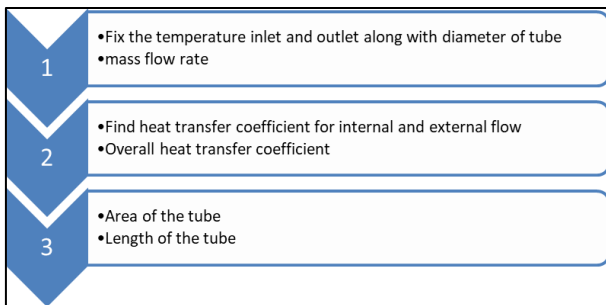 1
•Fix the temperature inlet and outlet along with diameter of tube
•mass flow rate
2
•Find heat transfer coefficient for internal and external flow
•Overall heat transfer coefficient
3
•Area of the tube
•Length of the tube